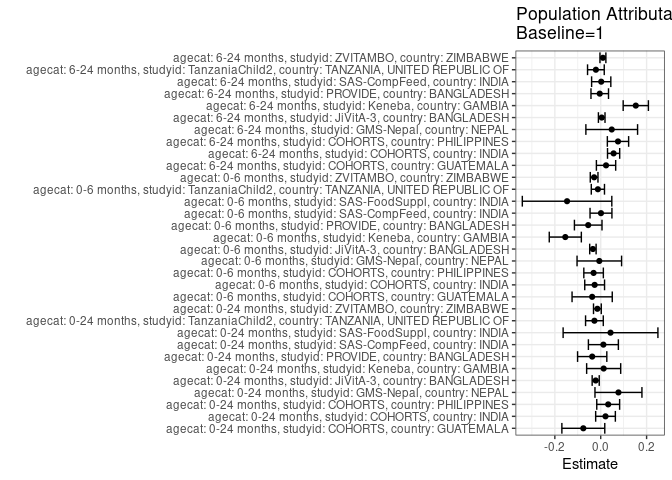 Population Attributa
Baseline=1
agecat: 6-24 months, studyid: ZVITAMBO, country: ZIMBABWE
agecat: 6-24 months, studyid: TanzaniaChild2, country: TANZANIA, UNITED REPUBLIC OF
agecat: 6-24 months, studyid: SAS-CompFeed, country: INDIA
agecat: 6-24 months, studyid: PROVIDE, country: BANGLADESH
agecat: 6-24 months, studyid: Keneba, country: GAMBIA
agecat: 6-24 months, studyid: JiVitA-3, country: BANGLADESH
agecat: 6-24 months, studyid: GMS-Nepal, country: NEPAL
agecat: 6-24 months, studyid: COHORTS, country: PHILIPPINES
agecat: 6-24 months, studyid: COHORTS, country: INDIA
agecat: 6-24 months, studyid: COHORTS, country: GUATEMALA
agecat: 0-6 months, studyid: ZVITAMBO, country: ZIMBABWE
agecat: 0-6 months, studyid: TanzaniaChild2, country: TANZANIA, UNITED REPUBLIC OF
agecat: 0-6 months, studyid: SAS-FoodSuppl, country: INDIA
agecat: 0-6 months, studyid: SAS-CompFeed, country: INDIA
agecat: 0-6 months, studyid: PROVIDE, country: BANGLADESH
agecat: 0-6 months, studyid: Keneba, country: GAMBIA
agecat: 0-6 months, studyid: JiVitA-3, country: BANGLADESH
agecat: 0-6 months, studyid: GMS-Nepal, country: NEPAL
agecat: 0-6 months, studyid: COHORTS, country: PHILIPPINES
agecat: 0-6 months, studyid: COHORTS, country: INDIA
agecat: 0-6 months, studyid: COHORTS, country: GUATEMALA
agecat: 0-24 months, studyid: ZVITAMBO, country: ZIMBABWE
agecat: 0-24 months, studyid: TanzaniaChild2, country: TANZANIA, UNITED REPUBLIC OF
agecat: 0-24 months, studyid: SAS-FoodSuppl, country: INDIA
agecat: 0-24 months, studyid: SAS-CompFeed, country: INDIA
agecat: 0-24 months, studyid: PROVIDE, country: BANGLADESH
agecat: 0-24 months, studyid: Keneba, country: GAMBIA
agecat: 0-24 months, studyid: JiVitA-3, country: BANGLADESH
agecat: 0-24 months, studyid: GMS-Nepal, country: NEPAL
agecat: 0-24 months, studyid: COHORTS, country: PHILIPPINES
agecat: 0-24 months, studyid: COHORTS, country: INDIA
agecat: 0-24 months, studyid: COHORTS, country: GUATEMALA
-0.2 0.0 0.2
Estimate